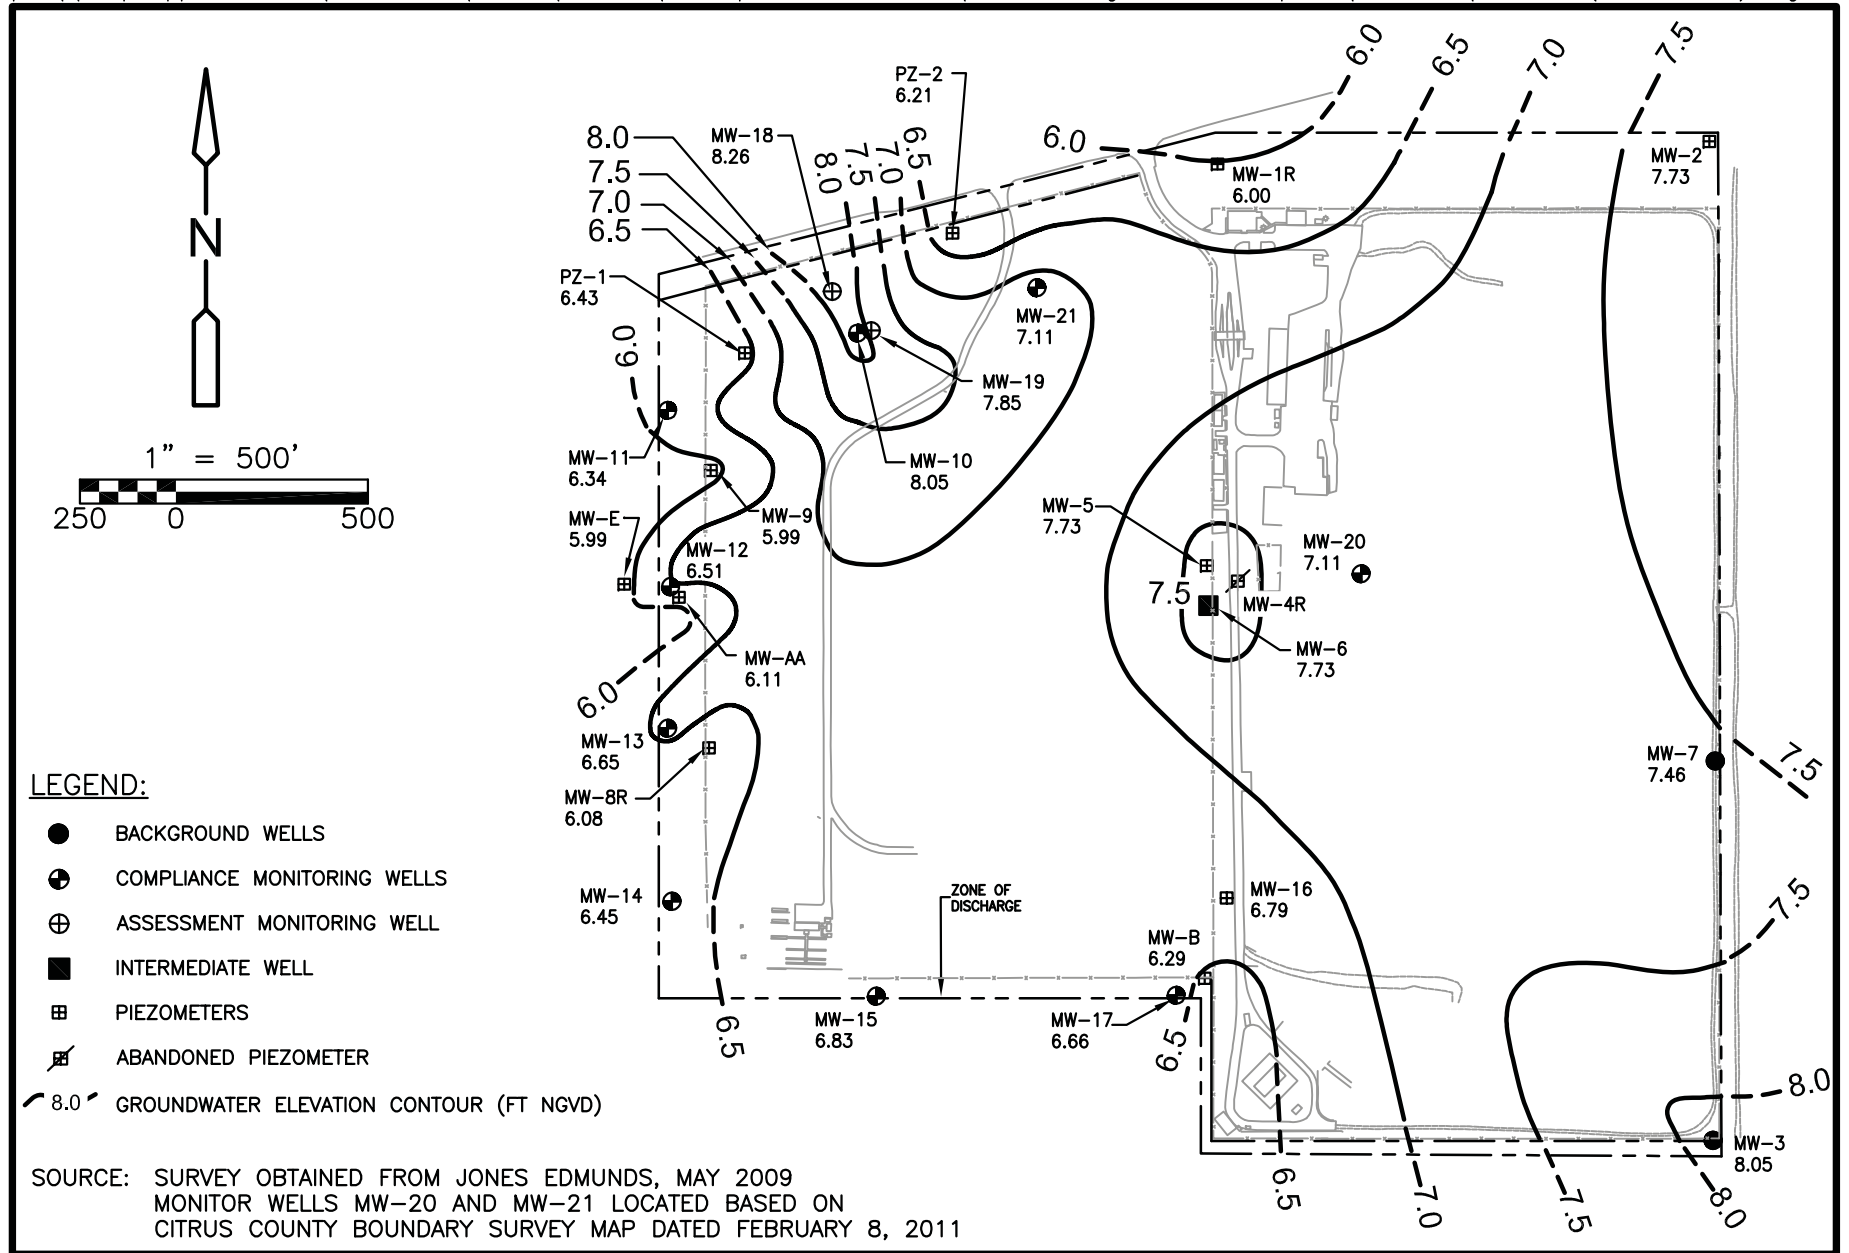 N
1" = 500'
250 0 500
LEGEND:
BACKGROUND WELLS
COMPLIANCE MONITORING WELLS
ASSESSMENT MONITORING WELL
INTERMEDIATE WELL
PIEZOMETERS
ABANDONED PIEZOMETER
8.0 GROUNDWATER ELEVATION CONTOUR (FT NGVD)
SOURCE: SURVEY OBTAINED FROM JONES EDMUNDS, MAY 2009
MONITOR WELLS MW-20 AND MW-21 LOCATED BASED ON
CITRUS COUNTY BOUNDARY SURVEY MAP DATED FEBRUARY 8, 2011
8.0
7.5
7.0
6.5
MW-18
8.26
8.0
7.5
7.0
6.5
PZ-2
6.21
6.0
6.0
6.5
7.0
7.5
MW-1R
6.00
MW-2
7.73
PZ-1
6.43
6.0
MW-21
7.11
MW-19
7.85
MW-10
8.05
MW-11
6.34
MW-9
5.99
MW-E
5.99
MW-12
6.51
MW-5
7.73
MW-20
7.11
7.5
MW-4R
MW-6
7.73
MW-AA
6.11
6.0
MW-13
6.65
MW-7
7.46
7.5
MW-8R
6.08
MW-14
6.45
ZONE OF
DISCHARGE
MW-16
6.79
7.5
MW-B
6.29
MW-15
6.83
MW-17
6.66
6.5
6.5
8.0
MW-3
8.05
6.5
7.0
7.5
8.0